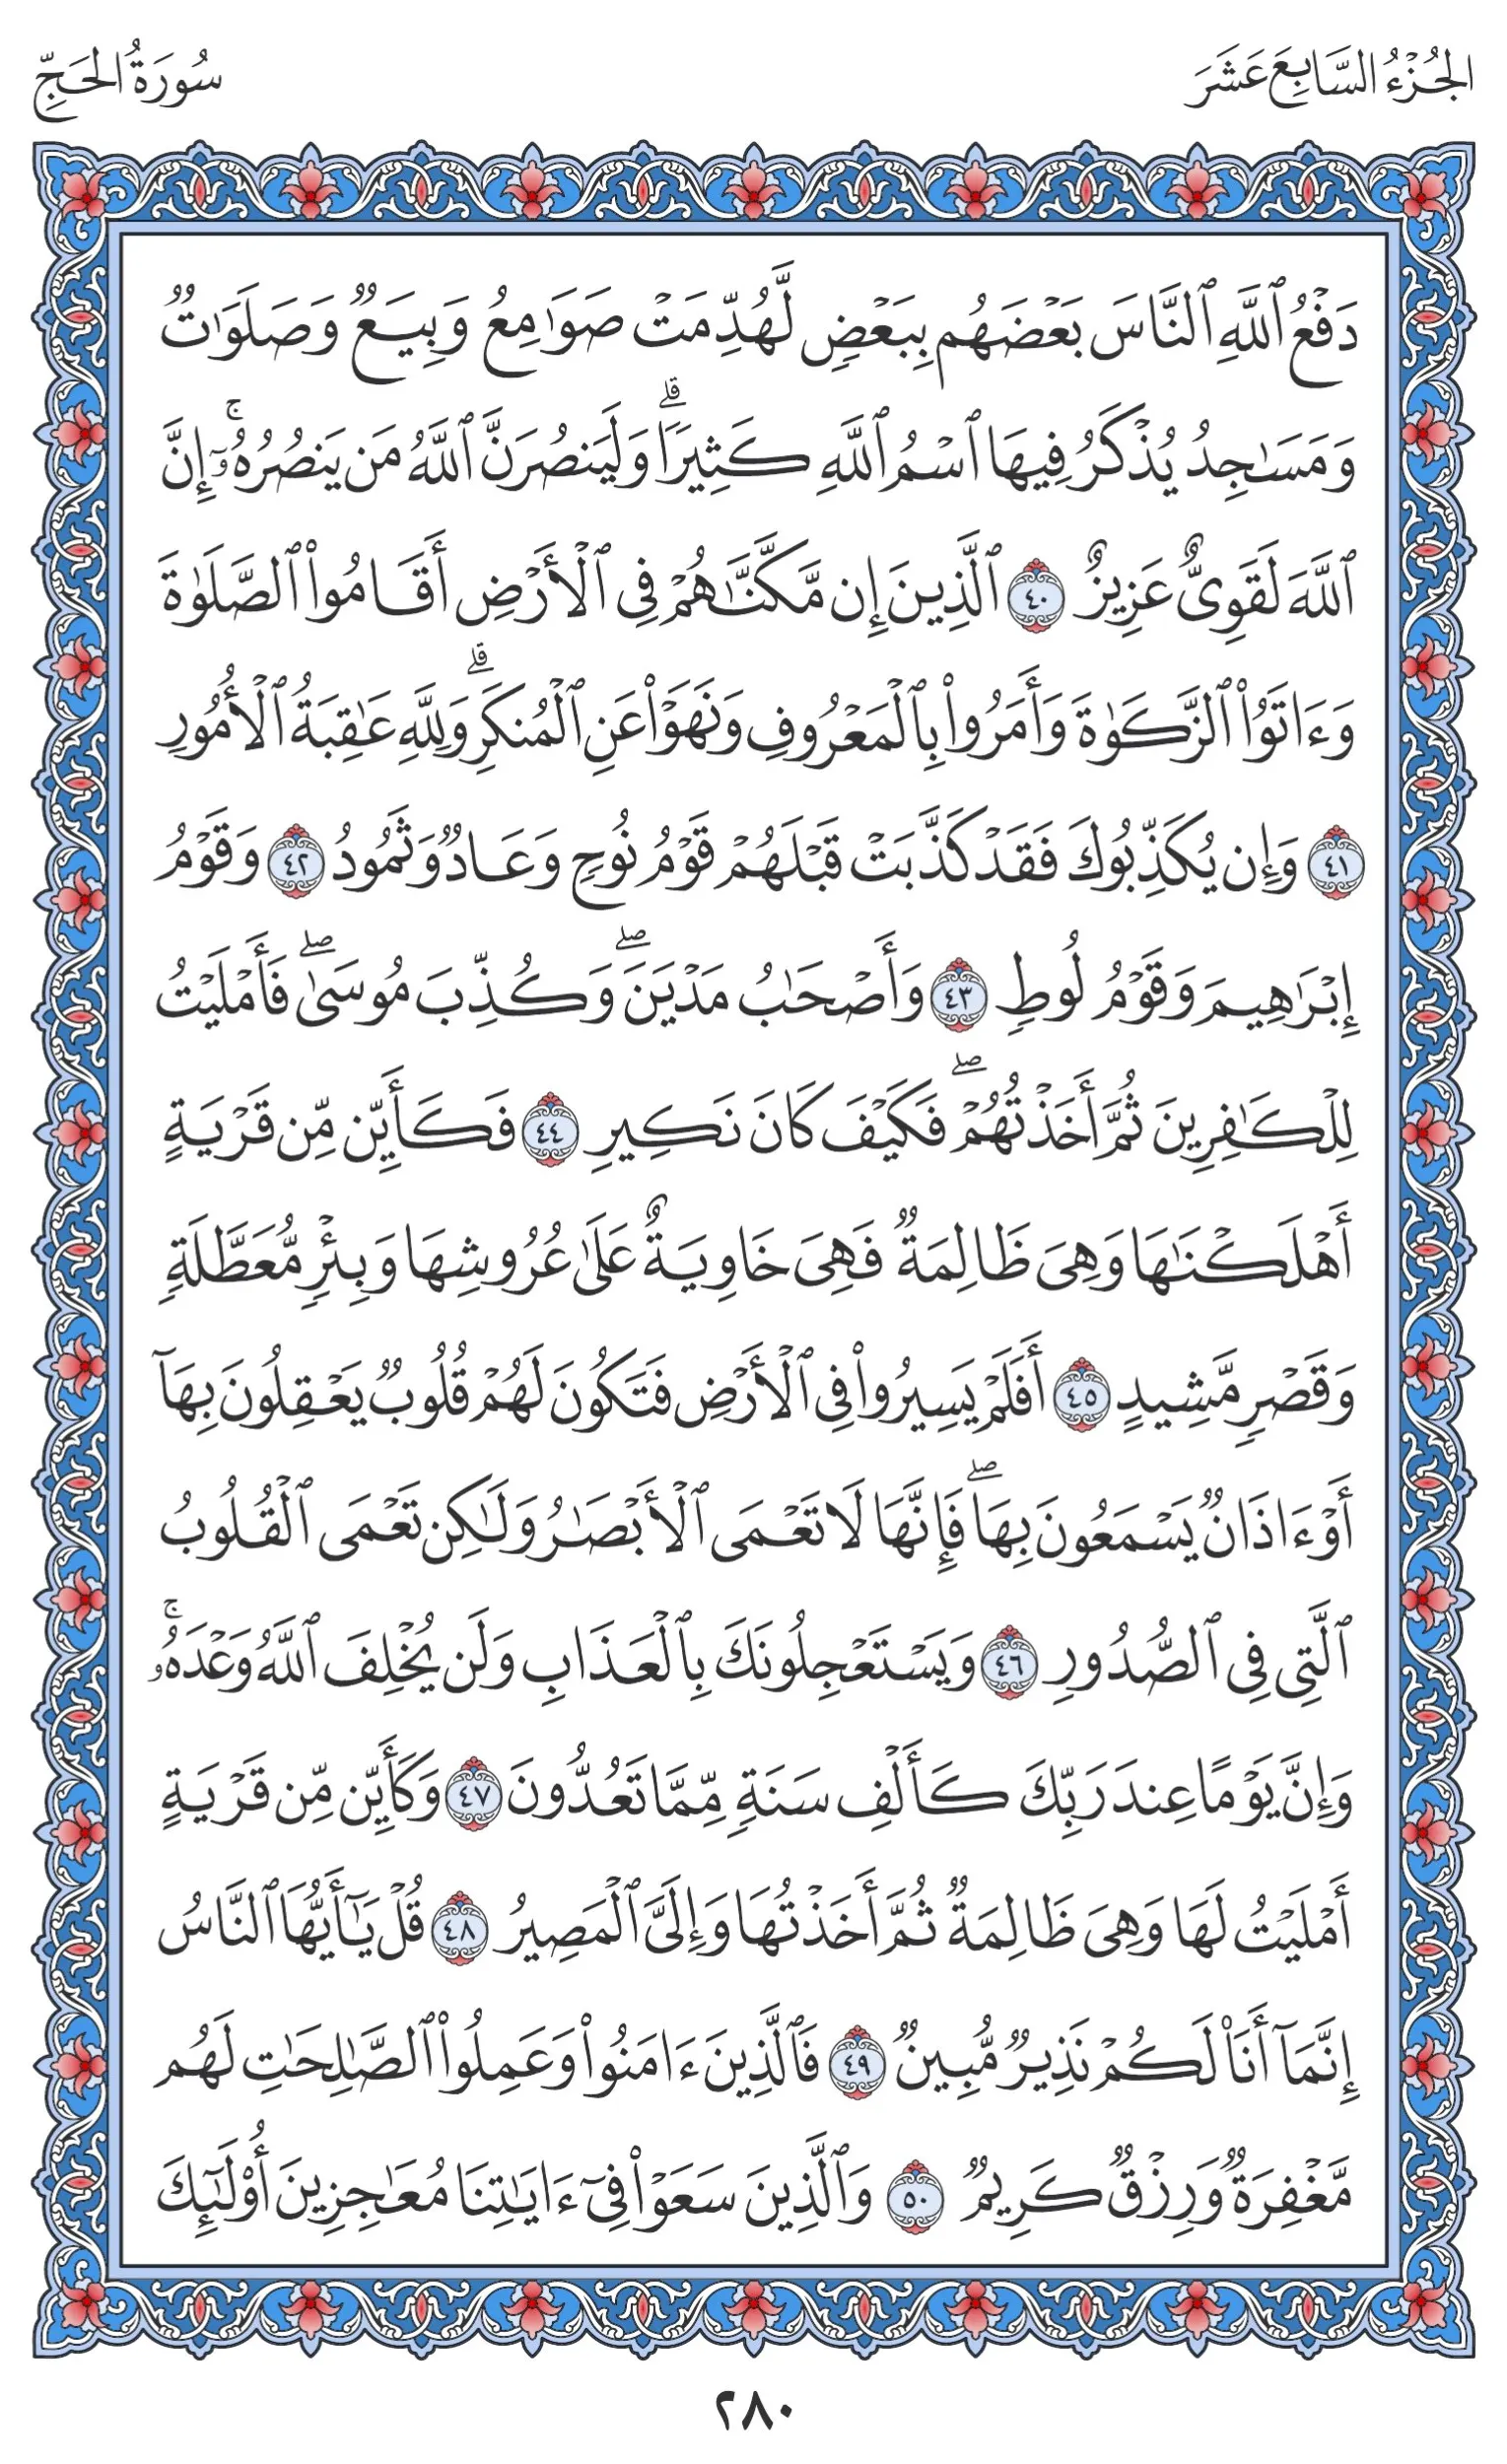 الجُزْءُ السَّابِعَ عَشَرَ
سُورَةُ الحَجِّ
دَفْعُ ٱللَّهِ ٱلنَّاسَ بَعْضَهُم بِبَعْضٖ لَّهُدِّمَتۡ صَوَٰمِعُ وَبِيَعٞ وَصَلَوَٰتٞ
وَمَسَٰجِدُ يُذۡكَرُ فِيهَا ٱسۡمُ ٱللَّهِ كَثِيرٗاۗ وَلَيَنصُرَنَّ ٱللَّهُ مَن يَنصُرُهُۥٓۚ إِنَّ
ٱللَّهَ لَقَوِيٌّ عَزِيزٌ ٤٠ ٱلَّذِينَ إِن مَّكَّنَّٰهُمۡ فِي ٱلۡأَرۡضِ أَقَامُواْ ٱلصَّلَوٰةَ
وَءَاتَوُاْ ٱلزَّكَوٰةَ وَأَمَرُواْ بِٱلۡمَعۡرُوفِ وَنَهَوۡاْ عَنِ ٱلۡمُنكَرِۗ وَلِلَّهِ عَٰقِبَةُ ٱلۡأُمُورِ
٤١ وَإِن يُكَذِّبُوكَ فَقَدۡ كَذَّبَتۡ قَبۡلَهُمۡ قَوۡمُ نُوحٖ وَعَادٞ وَثَمُودُ ٤٢ وَقَوۡمُ
إِبۡرَٰهِيمَ وَقَوۡمُ لُوطٖ ٤٣ وَأَصۡحَٰبُ مَدۡيَنَۖ وَكُذِّبَ مُوسَىٰۖ فَأَمۡلَيۡتُ
لِلۡكَٰفِرِينَ ثُمَّ أَخَذۡتُهُمۡۖ فَكَيۡفَ كَانَ نَكِيرِ ٤٤ فَكَأَيِّن مِّن قَرۡيَةٍ
أَهۡلَكۡنَٰهَا وَهِيَ ظَالِمَةٞ فَهِيَ خَاوِيَةٌ عَلَىٰ عُرُوشِهَا وَبِئۡرٖ مُّعَطَّلَةٖ
وَقَصۡرٖ مَّشِيدٍ ٤٥ أَفَلَمۡ يَسِيرُواْ فِي ٱلۡأَرۡضِ فَتَكُونَ لَهُمۡ قُلُوبٞ يَعۡقِلُونَ بِهَآ
أَوۡ ءَاذَانٞ يَسۡمَعُونَ بِهَاۖ فَإِنَّهَا لَا تَعۡمَى ٱلۡأَبۡصَٰرُ وَلَٰكِن تَعۡمَى ٱلۡقُلُوبُ
ٱلَّتِي فِي ٱلصُّدُورِ ٤٦ وَيَسۡتَعۡجِلُونَكَ بِٱلۡعَذَابِ وَلَن يُخۡلِفَ ٱللَّهُ وَعۡدَهُۥۚ
وَإِنَّ يَوۡمًا عِندَ رَبِّكَ كَأَلۡفِ سَنَةٖ مِّمَّا تَعُدُّونَ ٤٧ وَكَأَيِّن مِّن قَرۡيَةٍ
أَمۡلَيۡتُ لَهَا وَهِيَ ظَالِمَةٞ ثُمَّ أَخَذۡتُهَا وَإِلَيَّ ٱلۡمَصِيرُ ٤٨ قُلۡ يَٰٓأَيُّهَا ٱلنَّاسُ
إِنَّمَآ أَنَا۠ لَكُمۡ نَذِيرٞ مُّبِينٞ ٤٩ فَٱلَّذِينَ ءَامَنُواْ وَعَمِلُواْ ٱلصَّٰلِحَٰتِ لَهُم
مَّغۡفِرَةٞ وَرِزۡقٞ كَرِيمٞ ٥٠ وَٱلَّذِينَ سَعَوۡاْ فِيٓ ءَايَٰتِنَا مُعَٰجِزِينَ أُوْلَٰٓئِكَ
٢٨٠